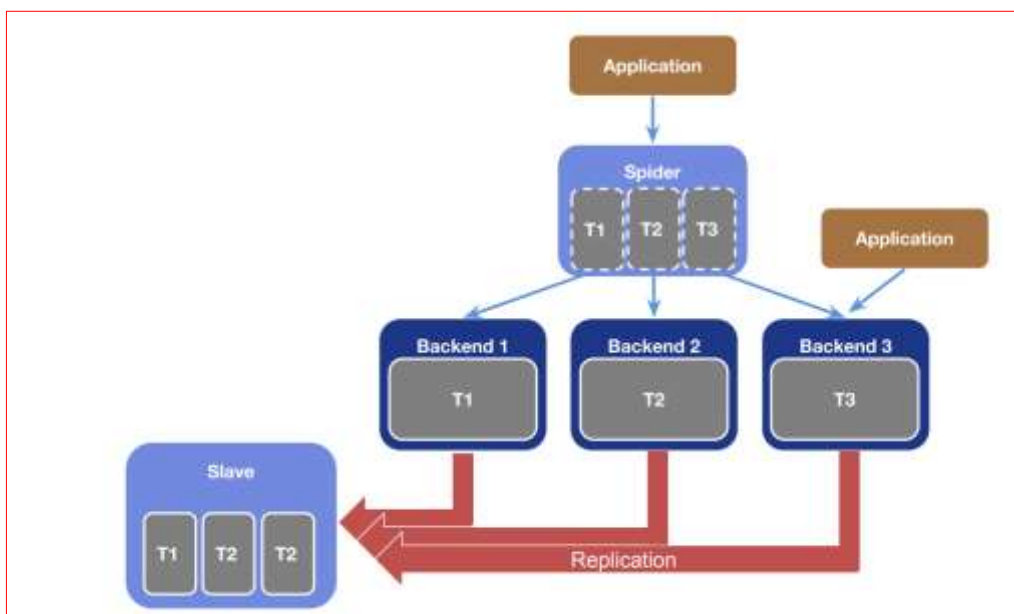 Application
Spider
T1 T2 T3
Application
Backend 1 Backend 2 Backend 3
T1 T2 T3
Slave
T1 T2 T2
Replication